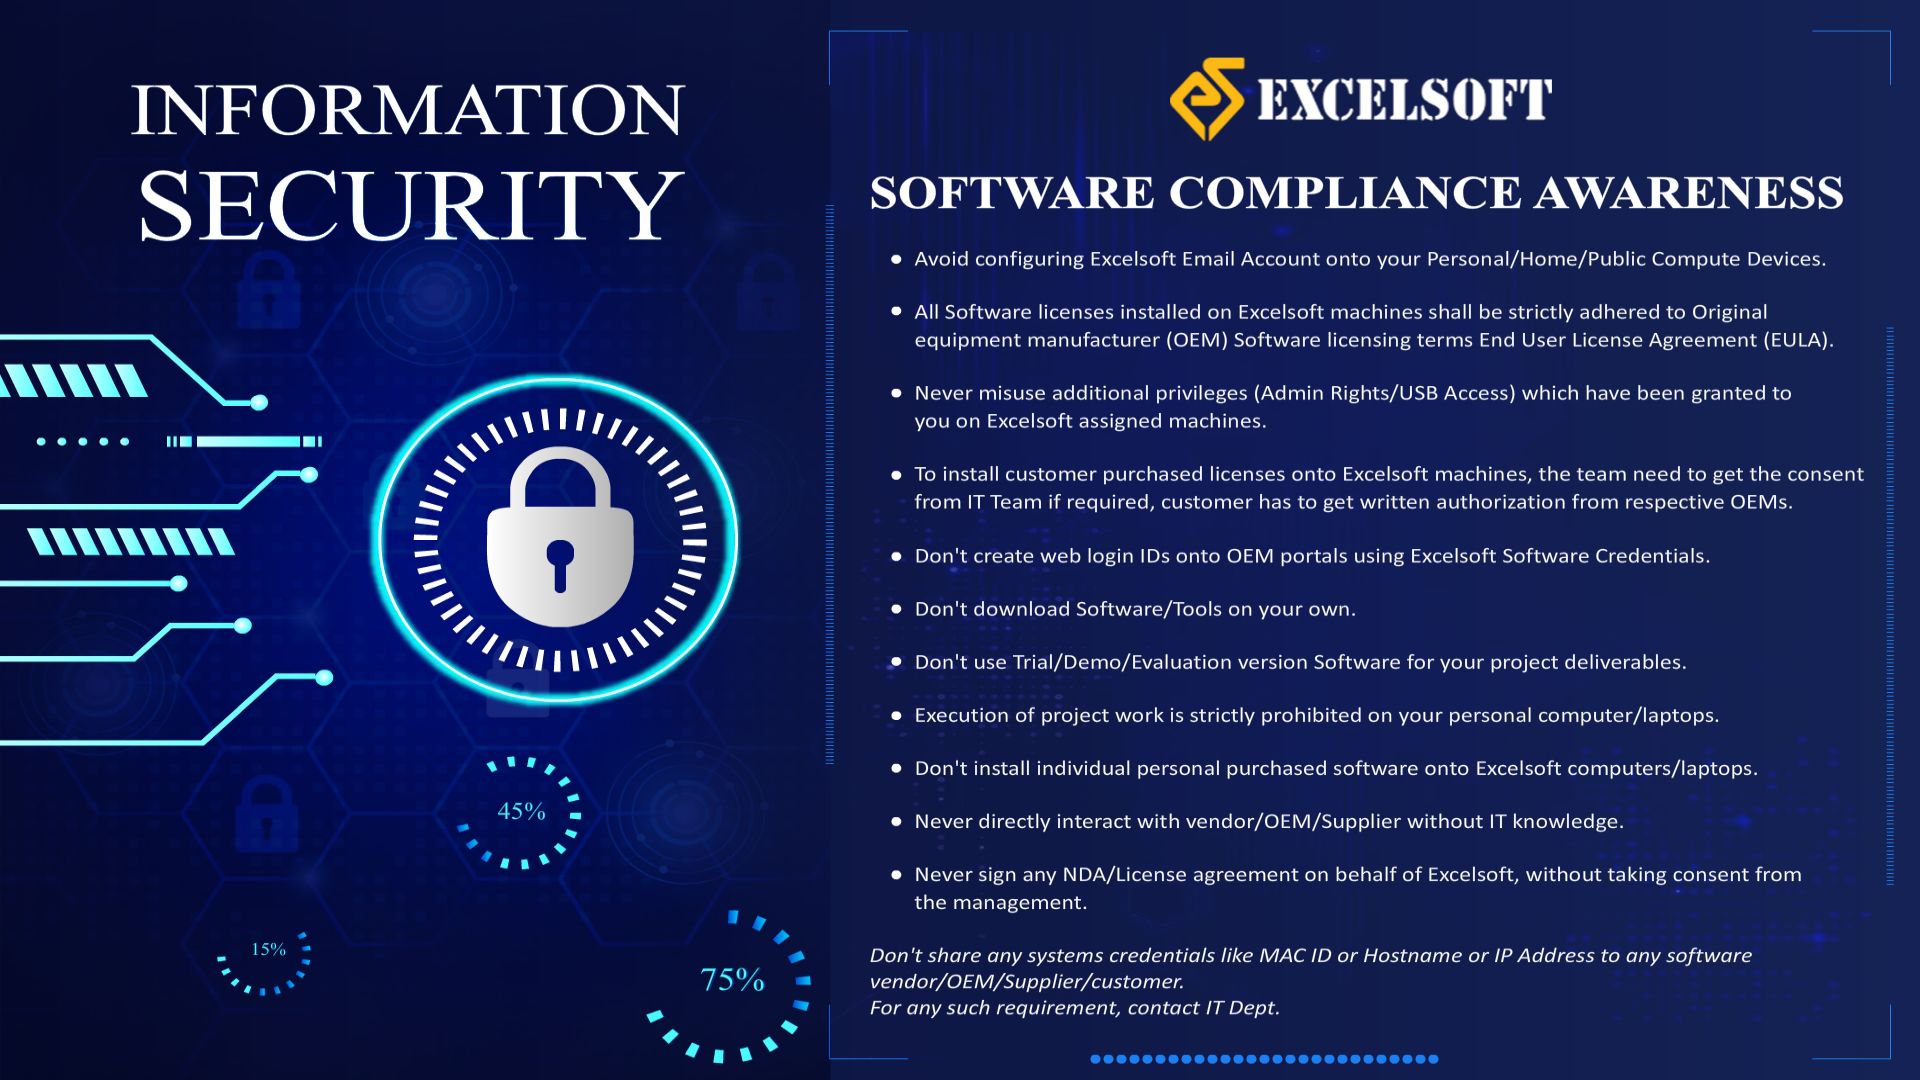 INFORMATION
SECURITY
45%
15%
75%
EXCELSOFT
SOFTWARE COMPLIANCE AWARENESS
● Avoid configuring Excelsoft Email Account onto your Personal/Home/Public Compute Devices.
● All Software licenses installed on Excelsoft machines shall be strictly adhered to Original
equipment manufacturer (OEM) Software licensing terms End User License Agreement (EULA).
● Never misuse additional privileges (Admin Rights/USB Access) which have been granted to
you on Excelsoft assigned machines.
● To install customer purchased licenses onto Excelsoft machines, the team need to get the consent
from IT Team if required, customer has to get written authorization from respective OEMs.
● Don't create web login IDs onto OEM portals using Excelsoft Software Credentials.
● Don't download Software/Tools on your own.
● Don't use Trial/Demo/Evaluation version Software for your project deliverables.
● Execution of project work is strictly prohibited on your personal computer/laptops.
● Don't install individual personal purchased software onto Excelsoft computers/laptops.
● Never directly interact with vendor/OEM/Supplier without IT knowledge.
● Never sign any NDA/License agreement on behalf of Excelsoft, without taking consent from
the management.
Don't share any systems credentials like MAC ID or Hostname or IP Address to any software
vendor/OEM/Supplier/customer.
For any such requirement, contact IT Dept.